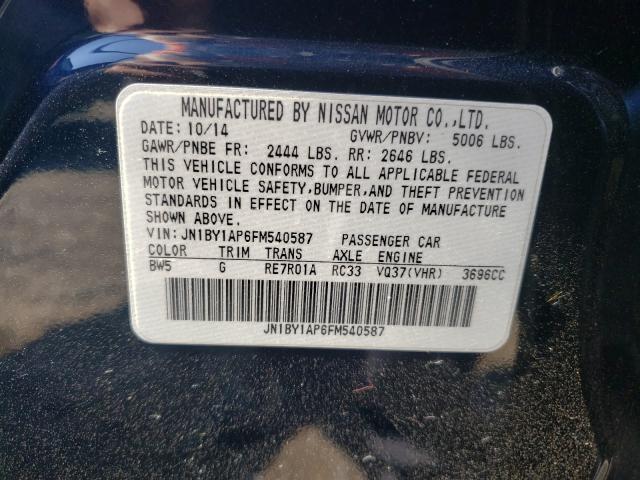 MANUFACTURED BY NISSAN MOTOR CO.,LTD.
DATE: 10/14 GVWR/PNBV: 5006 LBS.
GAWR/PNBE FR: 2444 LBS. RR: 2646 LBS.
THIS VEHICLE CONFORMS TO ALL APPLICABLE FEDERAL
MOTOR VEHICLE SAFETY,BUMPER,AND THEFT PREVENTION
STANDARDS IN EFFECT ON THE DATE OF MANUFACTURE
SHOWN ABOVE.
VIN: JN1BY1AP6FM540587 PASSENGER CAR
COLOR TRIM TRANS AXLE ENGINE
BW5 G RE7R01A RC33 VQ37(VHR) 3696CC
JN1BY1AP6FM540587